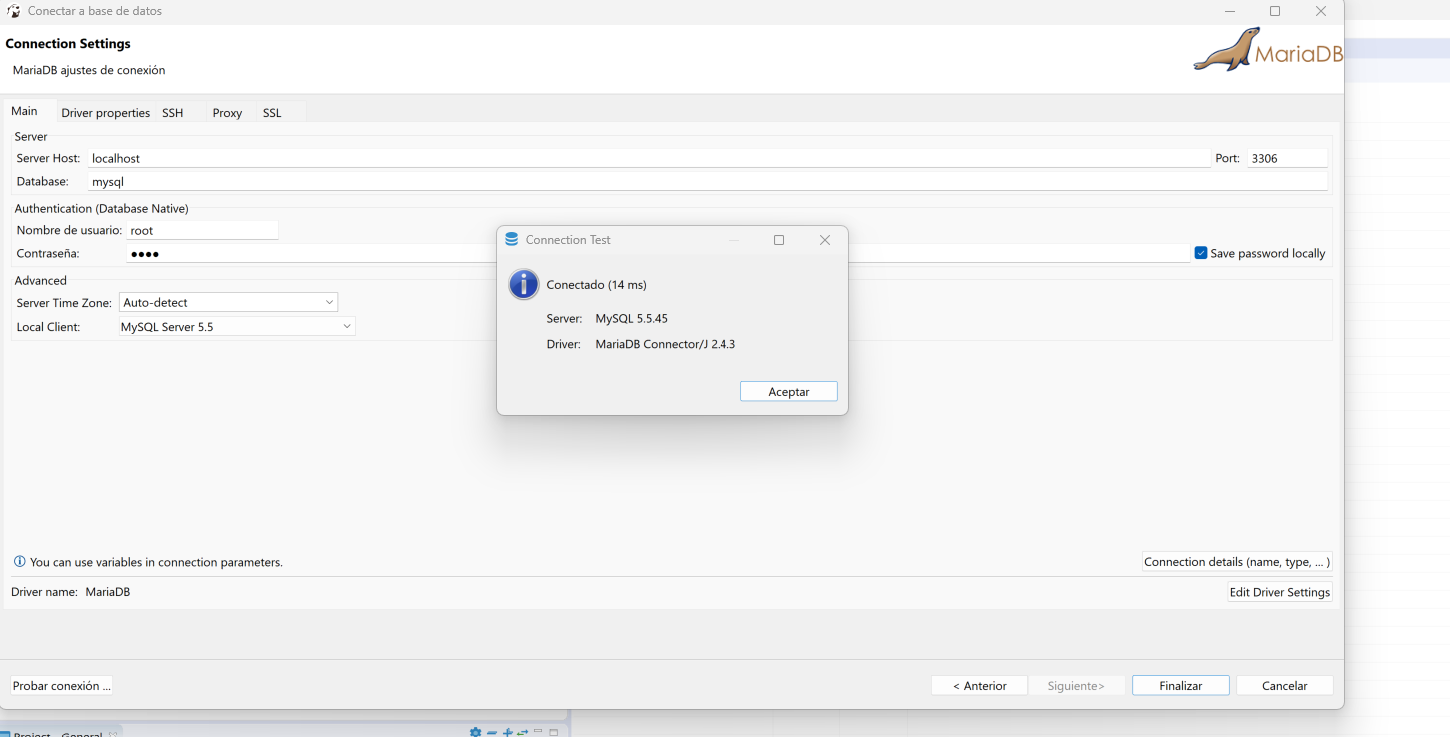 Conectar a base de datos
Connection Settings
MariaDB ajustes de conexión
MariaDB
Main Driver properties SSH Proxy SSL
Server
Server Host: localhost Port: 3306
Database: mysql
Authentication (Database Native)
Nombre de usuario: root
Contraseña: ●●●● Save password locally
Advanced
Server Time Zone: Auto-detect
Local Client: MySQL Server 5.5
Connection Test
Conectado (14 ms)
Server: MySQL 5.5.45
Driver: MariaDB Connector/J 2.4.3
Aceptar
You can use variables in connection parameters.
Connection details (name, type, ... )
Driver name: MariaDB
Edit Driver Settings
Probar conexión ... < Anterior Siguiente> Finalizar Cancelar
Project - General